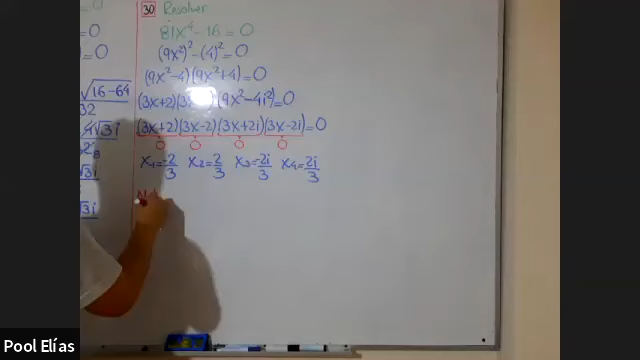 = 0
) = 0
√16-64
32
√3i
8
√3i
√3i
30 Resolver
81x⁴ - 16 = 0
(9x²)² - (4)² = 0
(9x² - 4)(9x² + 4) = 0
(3x+2)(3x (9x² - 4i²) = 0
(3x+2)(3x-2)(3x+2i)(3x-2i) = 0
0 0 0 0
x₁ = -2/3 x₂ = 2/3 x₃ = -2i/3 x₄ = 2i/3
Pool Elías